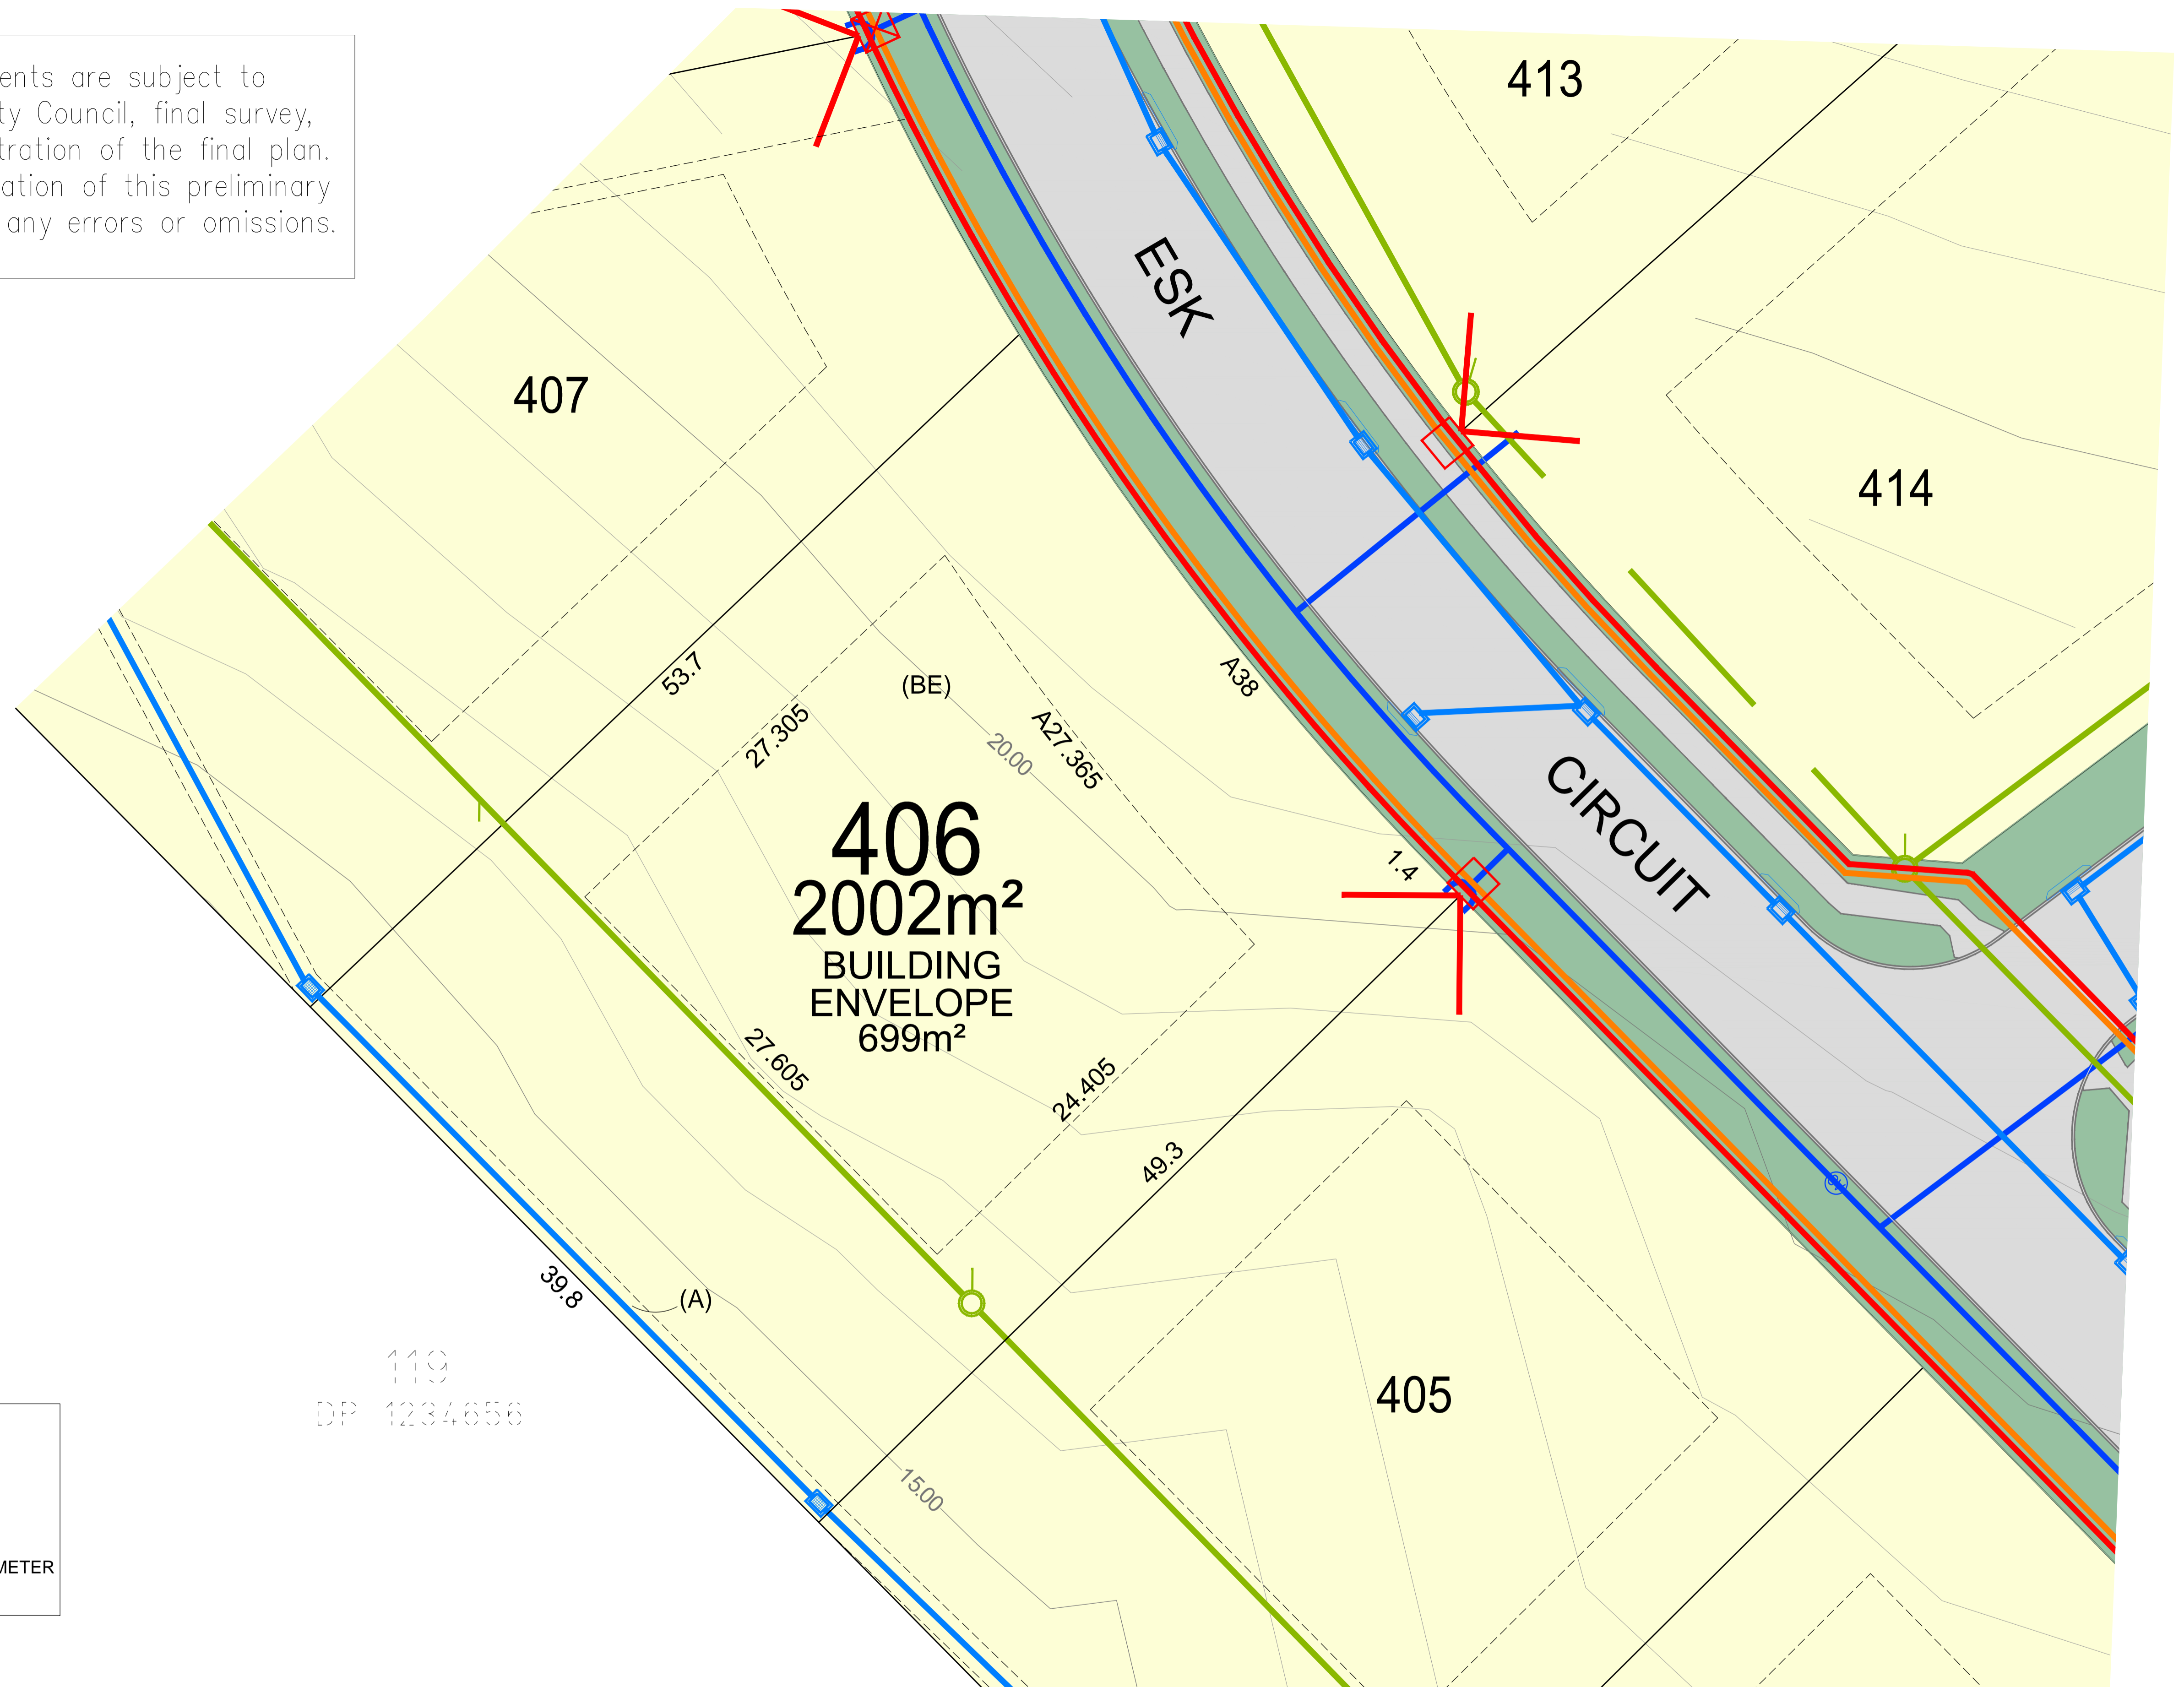 ents are subject to
ty Council, final survey,
tration of the final plan.
ation of this preliminary
any errors or omissions.
413
ESK
407
414
53.7
(BE)
A38
27.305
20.00
A27.365
406
2002m²
BUILDING
ENVELOPE
699m²
CIRCUIT
1.4
27.605
24.405
49.3
39.8
(A)
119
DP 1234656
405
15.00
METER